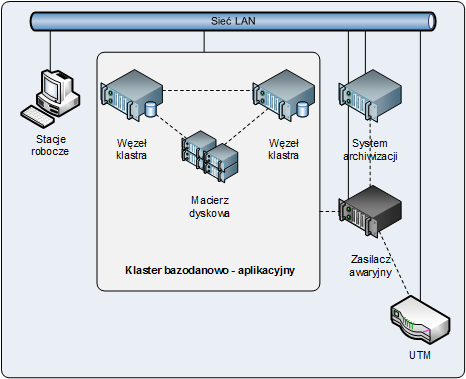 Sieć LAN
Stacje
robocze
Węzeł
klastra
Węzeł
klastra
Macierz
dyskowa
System
archiwizacji
Klaster bazodanowo - aplikacyjny
Zasilacz
awaryjny
UTM